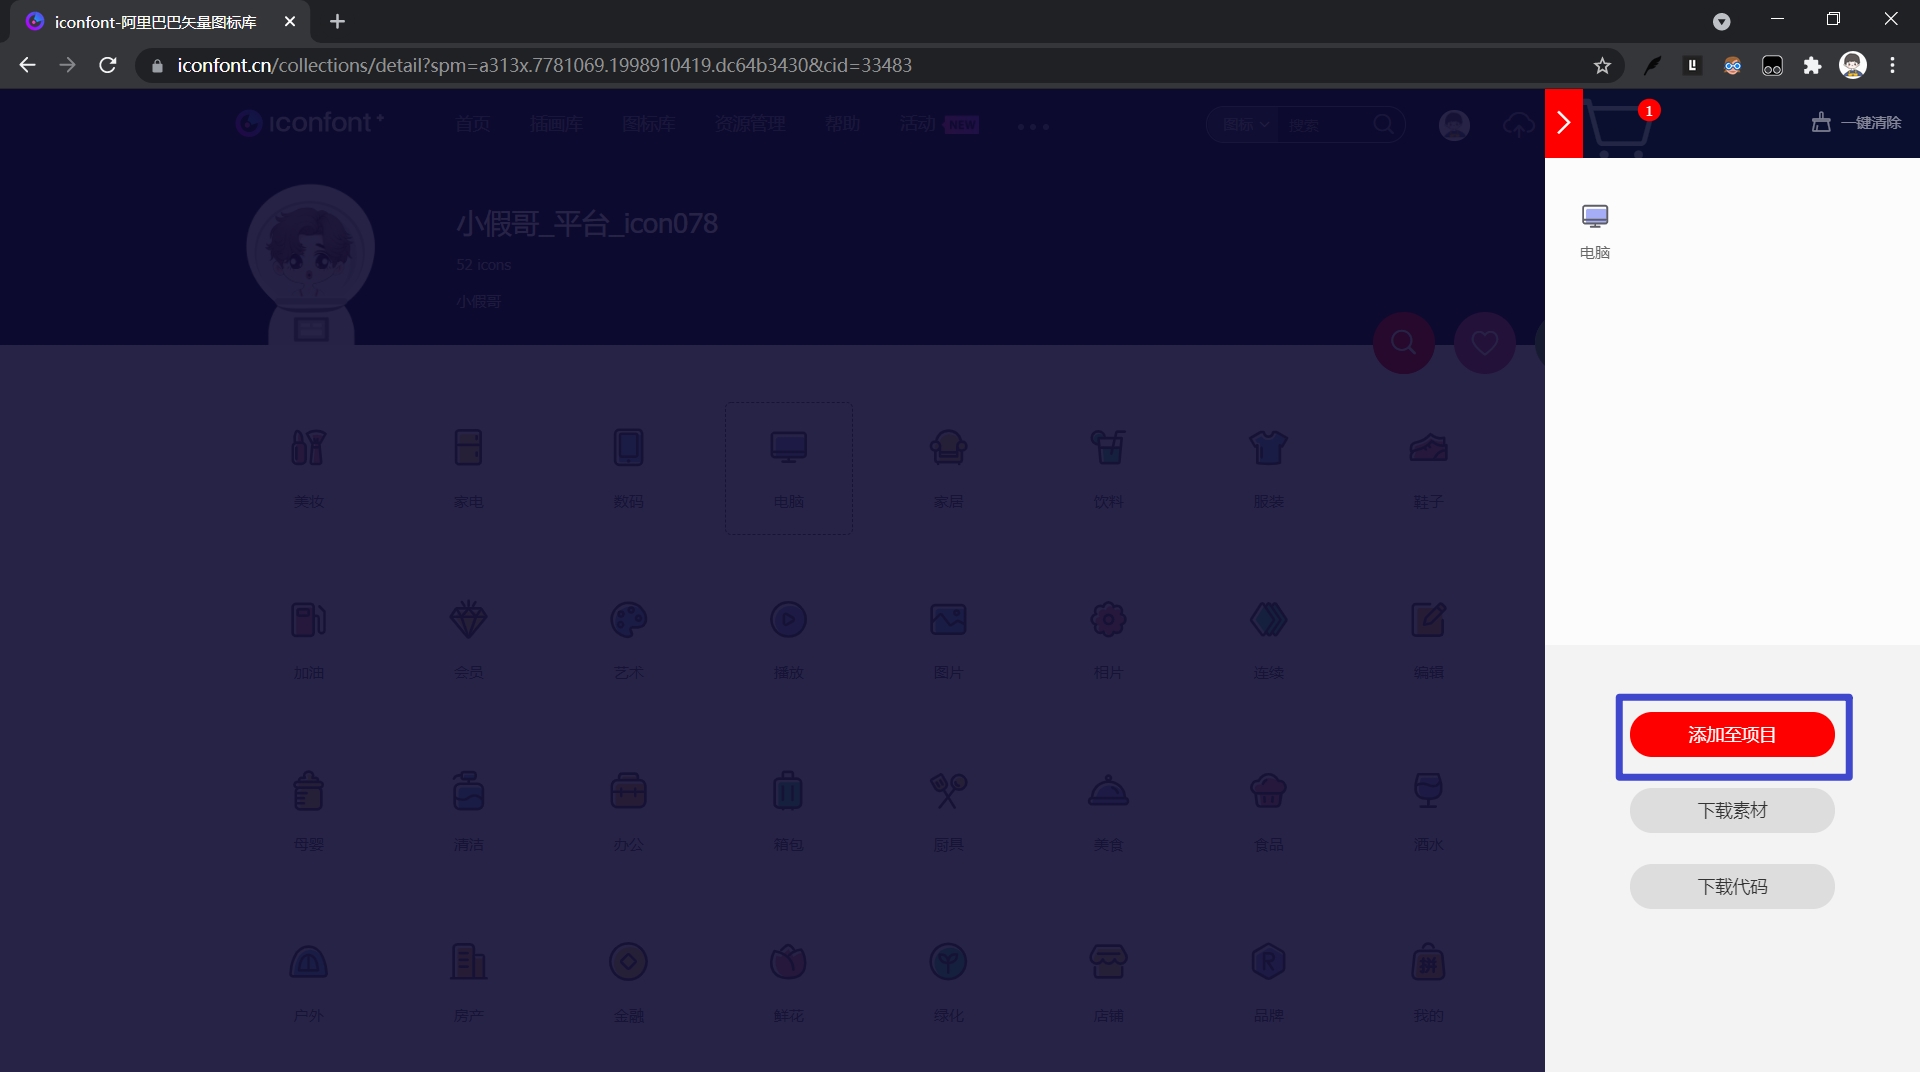 iconfont-阿里巴巴矢量图标库
iconfont.cn/collections/detail?spm=a313x.7781069.1998910419.dc64b3430&cid=33483
iconfont+
首页 插画库 图标库 资源管理 帮助 活动 NEW
图标 搜索
1
一键清除
小假哥_平台_icon078
52 icons
小假哥
电脑
美妆 家电 数码 电脑 家居 饮料 服装 鞋子
加油 会员 艺术 播放 图片 相片 连续 编辑
添加至项目
下载素材
母婴 清洁 办公 箱包 厨具 美食 食品 酒水
下载代码
R
拼
户外 房产 金融 鲜花 绿化 店铺 品牌 我的